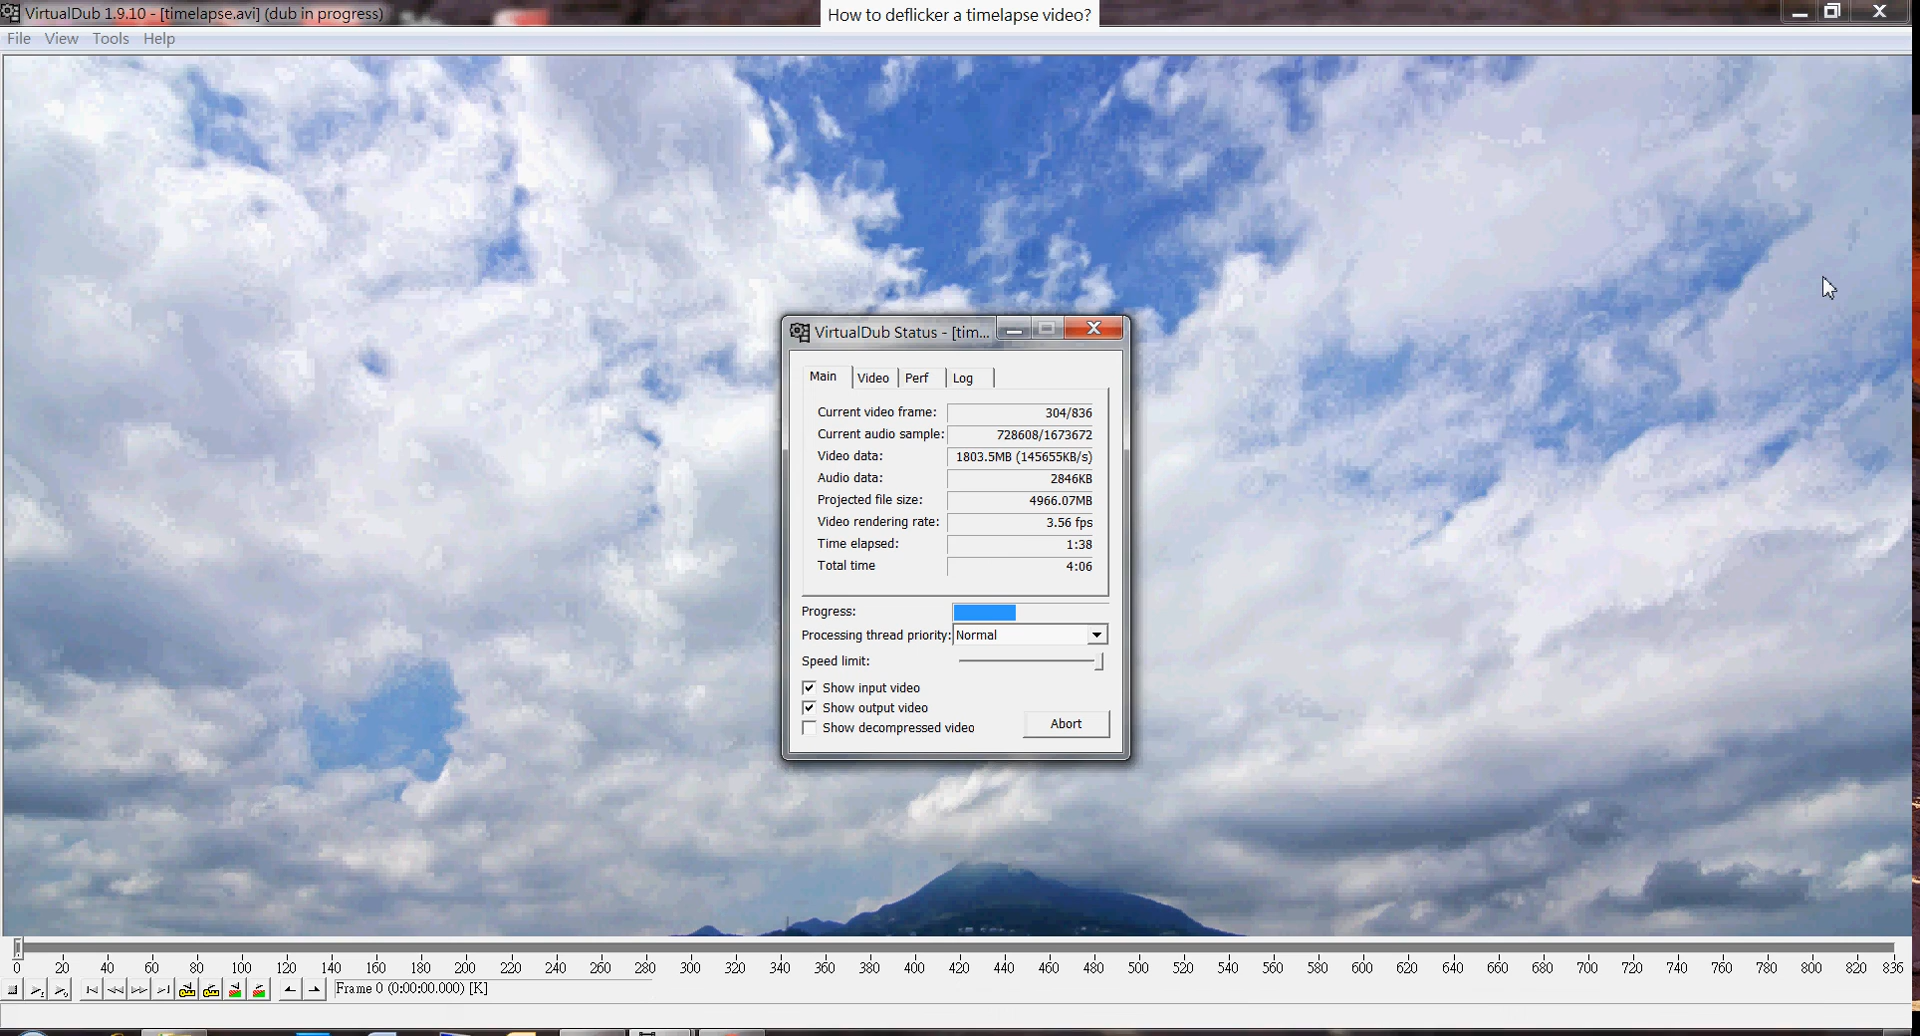 VirtualDub 1.9.10 - [timelapse.avi] (dub in progress)
How to deflicker a timelapse video?
File View Tools Help
VirtualDub Status - [tim...
Main Video Perf Log
Current video frame: 304/836
Current audio sample: 728608/1673672
Video data: 1803.5MB (145655KB/s)
Audio data: 2846KB
Projected file size: 4966.07MB
Video rendering rate: 3.56 fps
Time elapsed: 1:38
Total time 4:06
Progress:
Processing thread priority: Normal
Speed limit:
Show input video
Show output video
Show decompressed video
Abort
0 20 40 60 80 100 120 140 160 180 200 220 240 260 280 300 320 340 360 380 400 420 440 460 480 500 520 540 560 580 600 620 640 660 680 700 720 740 760 780 800 820 836
Frame 0 (0:00:00.000) [K]